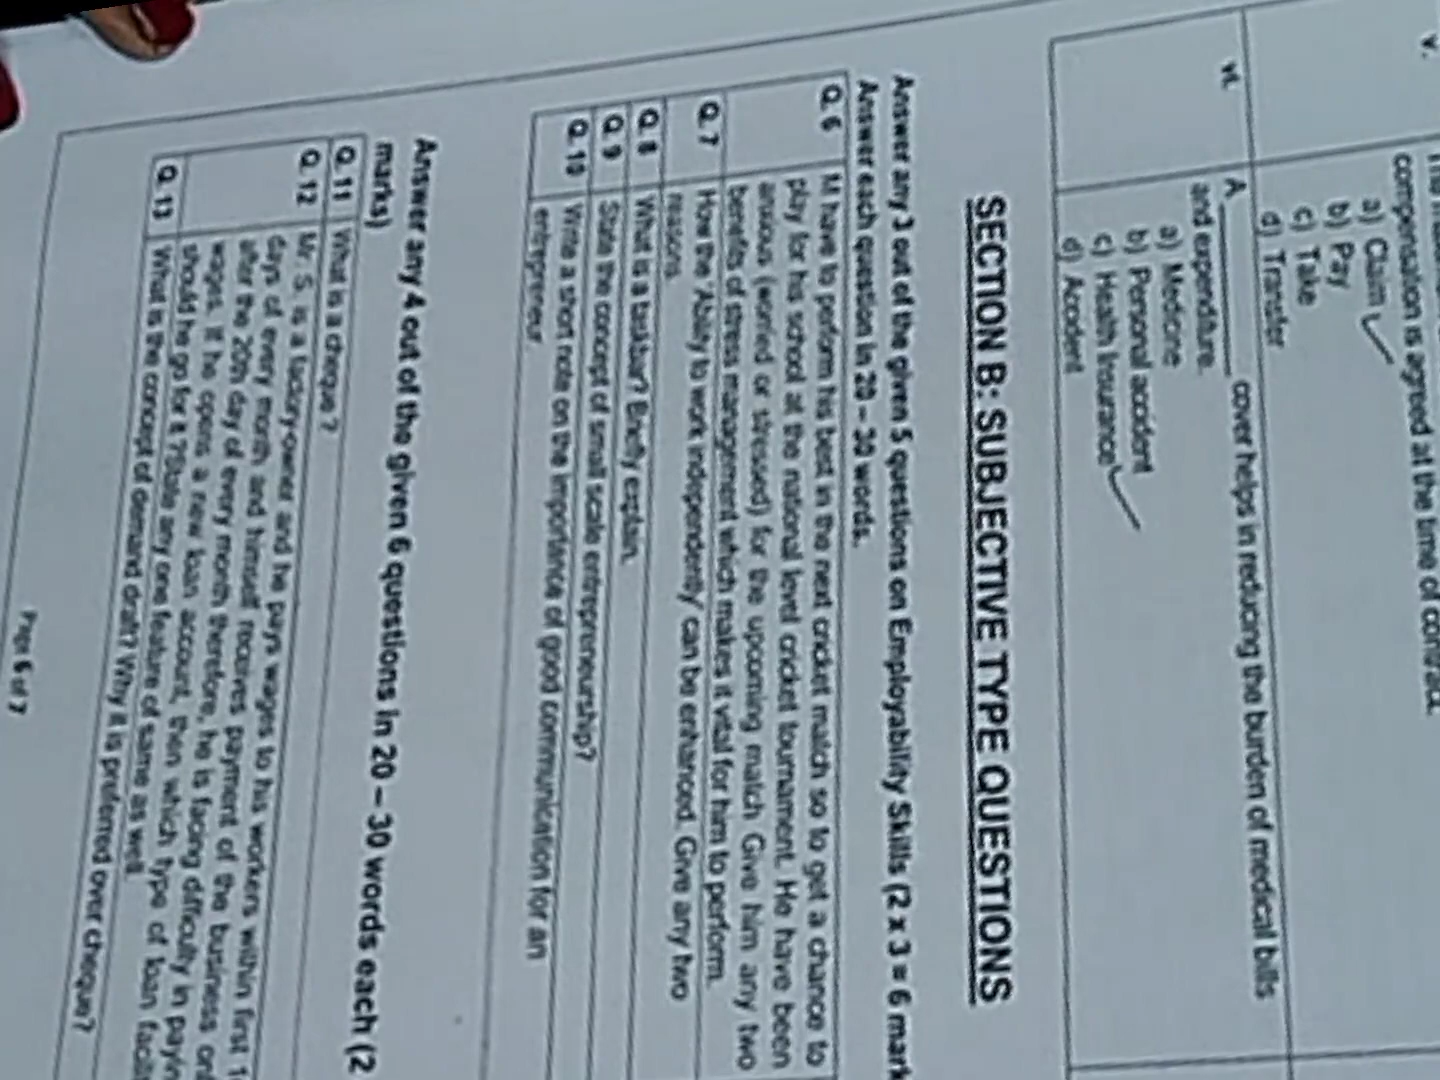 v.
compensation is agreed at the time of contract.
a) Claim
b) Pay
c) Take
d) Transfer
vi. A ________ cover helps in reducing the burden of medical bills
and expenditure.
a) Medicine
b) Personal accident
c) Health Insurance
d) Accident
SECTION B: SUBJECTIVE TYPE QUESTIONS
Answer any 3 out of the given 5 questions on Employability Skills (2 x 3 = 6 mark
Answer each question in 20 – 30 words.
Q. 6 M have to perform his best in the next cricket match so to get a chance to
play for his school at the national level cricket tournament. He have been
anxious (worried or stressed) for the upcoming match Give him any two
benefits of stress management which makes it vital for him to perform.
Q. 7 How the 'Ability to work independently' can be enhanced. Give any two
reasons.
Q. 8 What is a taskbar? Briefly explain.
Q. 9 State the concept of small scale entrepreneurship?
Q. 10 Write a short note on the importance of good communication for an
entrepreneur
Answer any 4 out of the given 6 questions in 20 – 30 words each (2
marks)
Q. 11 What is a cheque ?
Q. 12 Mr. S. is a factory-owner and he pays wages to his workers within first 1
days of every month and himself receives payment of the business onl
after the 20th day of every month therefore, he is facing difficulty in payin
wages. If he opens a new loan account, then which type of loan facili
should he go for any one feature of same as well.
Q. 13 What is the concept of demand draft? Why it is preferred over cheque?
Page 6 of 7